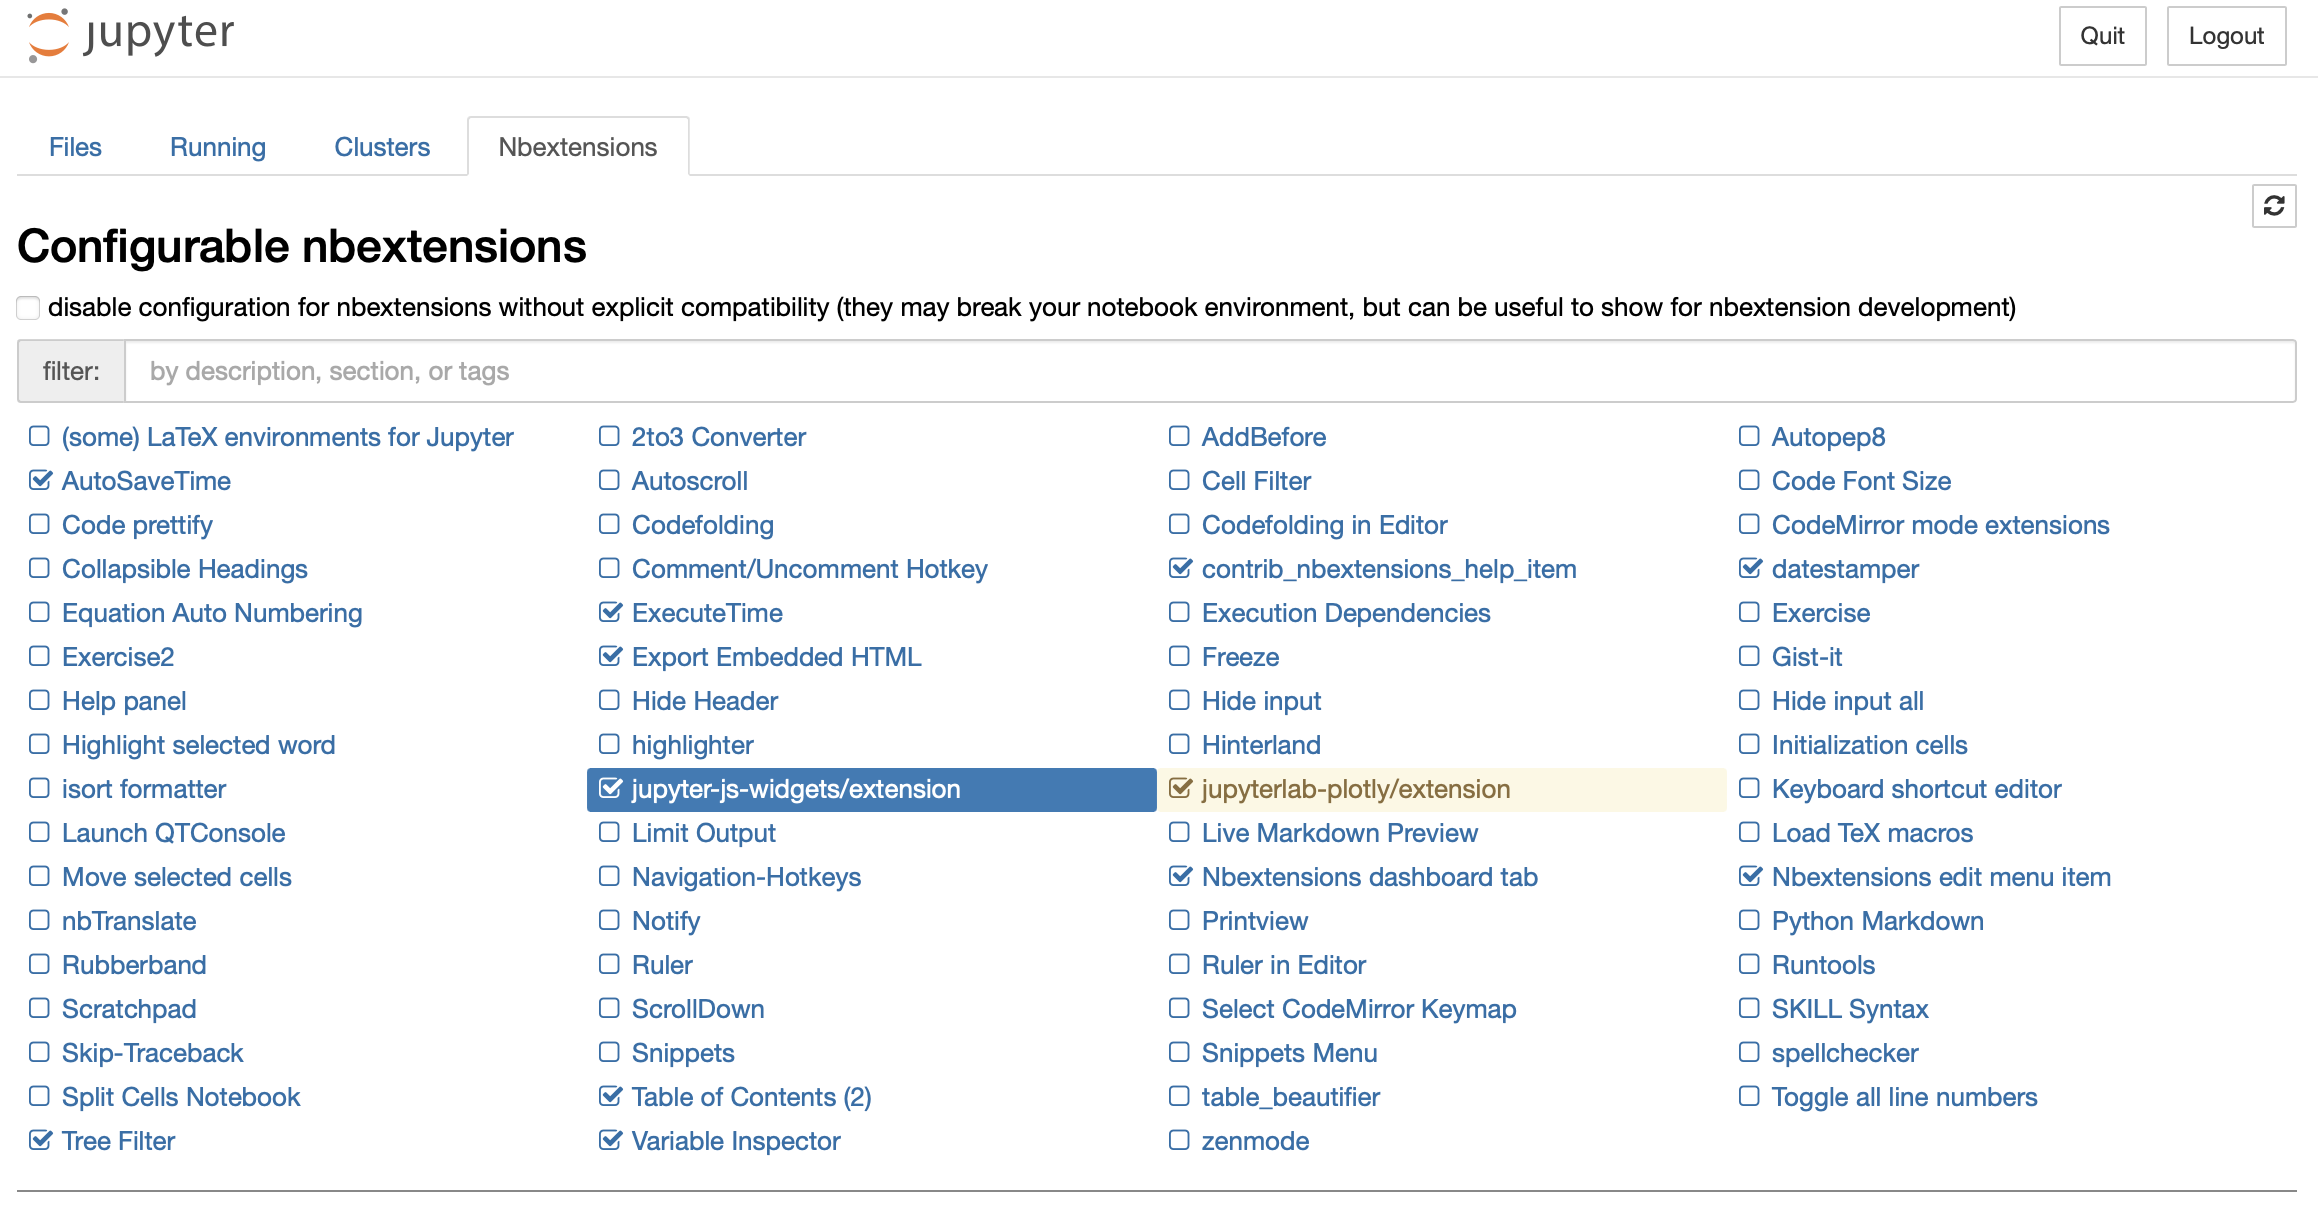 jupyter Quit Logout
Files Running Clusters Nbextensions
Configurable nbextensions
disable configuration for nbextensions without explicit compatibility (they may break your notebook environment, but can be useful to show for nbextension development)
filter: by description, section, or tags
(some) LaTeX environments for Jupyter 2to3 Converter AddBefore Autopep8
AutoSaveTime Autoscroll Cell Filter Code Font Size
Code prettify Codefolding Codefolding in Editor CodeMirror mode extensions
Collapsible Headings Comment/Uncomment Hotkey contrib_nbextensions_help_item datestamper
Equation Auto Numbering ExecuteTime Execution Dependencies Exercise
Exercise2 Export Embedded HTML Freeze Gist-it
Help panel Hide Header Hide input Hide input all
Highlight selected word highlighter Hinterland Initialization cells
isort formatter jupyter-js-widgets/extension jupyterlab-plotly/extension Keyboard shortcut editor
Launch QTConsole Limit Output Live Markdown Preview Load TeX macros
Move selected cells Navigation-Hotkeys Nbextensions dashboard tab Nbextensions edit menu item
nbTranslate Notify Printview Python Markdown
Rubberband Ruler Ruler in Editor Runtools
Scratchpad ScrollDown Select CodeMirror Keymap SKILL Syntax
Skip-Traceback Snippets Snippets Menu spellchecker
Split Cells Notebook Table of Contents (2) table_beautifier Toggle all line numbers
Tree Filter Variable Inspector zenmode